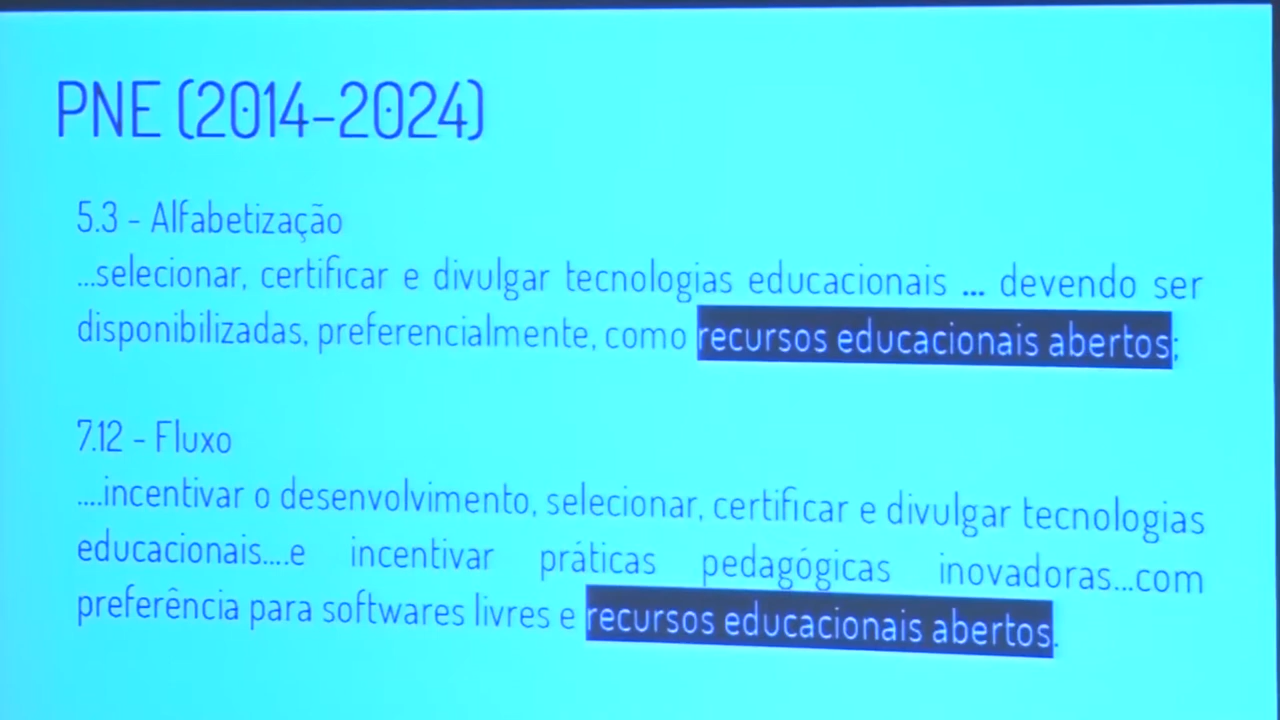 PNE (2014-2024)
5.3 - Alfabetização
...selecionar, certificar e divulgar tecnologias educacionais ... devendo ser
disponibilizadas, preferencialmente, como recursos educacionais abertos;
7.12 - Fluxo
....incentivar o desenvolvimento, selecionar, certificar e divulgar tecnologias
educacionais....e incentivar práticas pedagógicas inovadoras...com
preferência para softwares livres e recursos educacionais abertos.